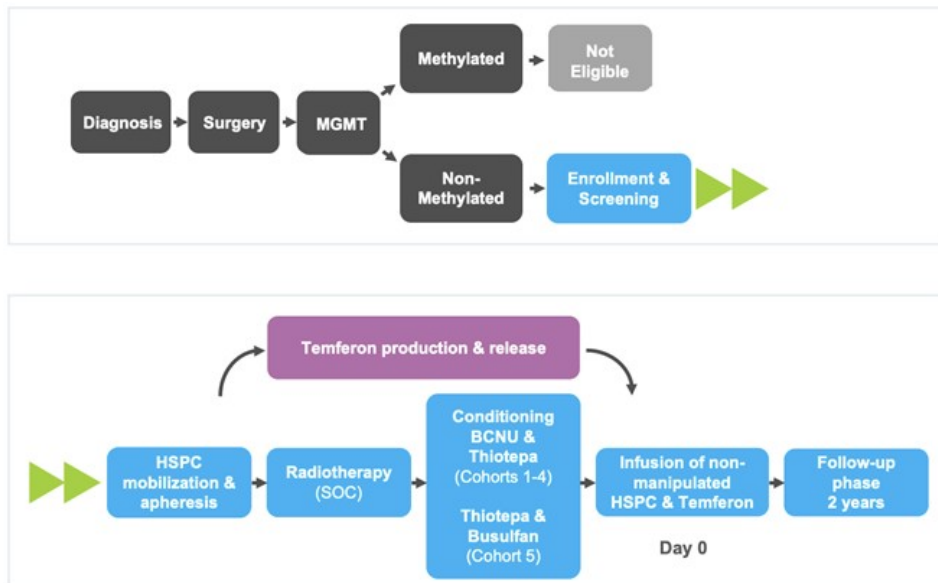 Methylated
Not
Eligible
Diagnosis
Surgery
MGMT
Non-
Methylated
Enrollment &
Screening
Temferon production & release
HSPC
mobilization &
apheresis
Radiotherapy
(SOC)
Conditioning
BCNU &
Thiotepa
(Cohorts 1-4)
Thiotepa &
Busulfan
(Cohort 5)
Infusion of non-
manipulated
HSPC & Temferon
Follow-up
phase
2 years
Day 0